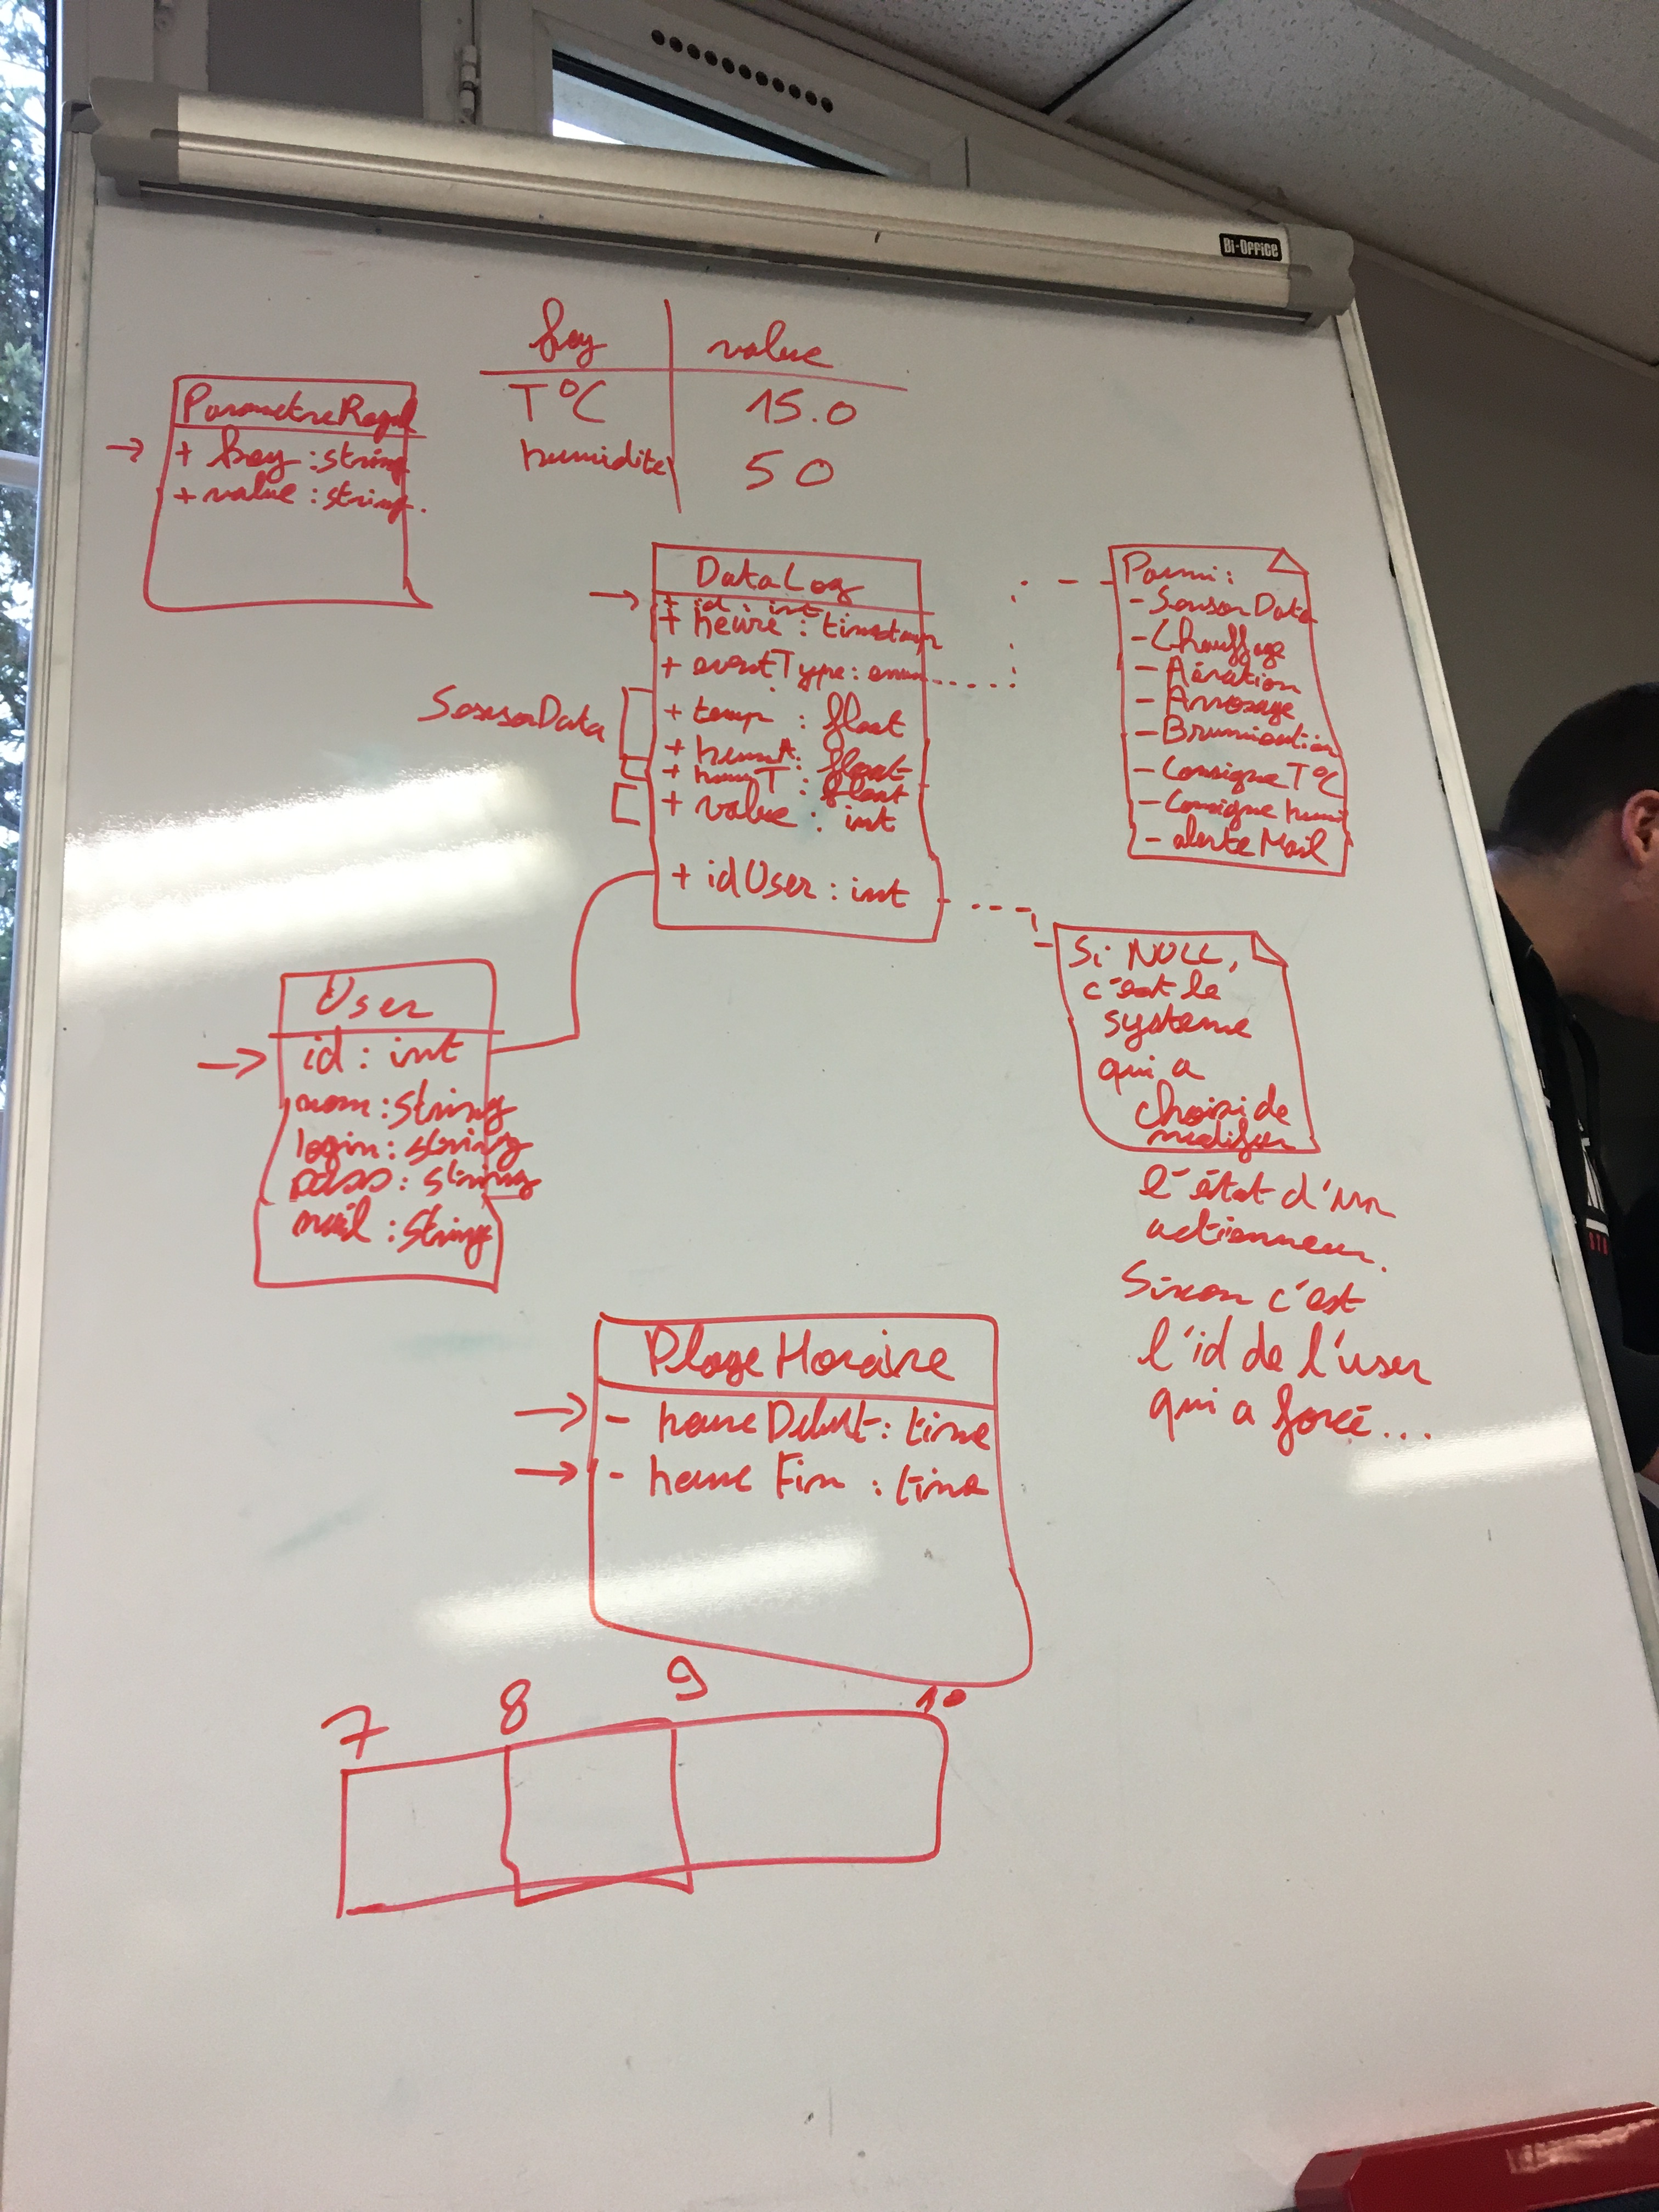 Bi-Office
key value
T°C 15.0
humidité 50
ParametreRegul
+ key : string
+ value : string.
DataLog
+ id : int
+ heure : timestamp
+ eventType : enum
SensorData
+ temp : float
+ humA : float
+ humT : float
+ value : int
+ idUser : int
Parmi :
- SensorData
- Chauffage
- Aération
- Arrosage
- Brumisation
- Consigne T°C
- Consigne humi
- alerte Mail
Si NULL,
c'est le
systeme
qui a
choisi de
modifier
l'état d'un
actionneur.
Sinon c'est
l'id de l'user
qui a forcé...
User
id : int
nom : string
login : string
pass : string
mail : string
PlageHoraire
- heureDebut : time
- heureFin : time
7 8 9 10